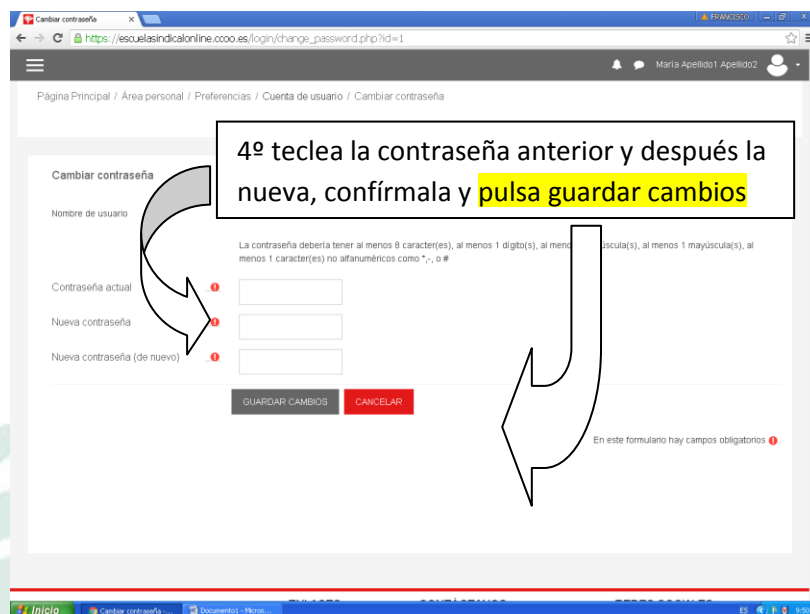 Cambiar contraseña
FRANCISCO
https://escuelasindicalonline.ccoo.es/login/change_password.php?id=1
María Apellido1 Apellido2
Página Principal / Área personal / Preferencias / Cuenta de usuario / Cambiar contraseña
4º teclea la contraseña anterior y después la
nueva, confírmala y pulsa guardar cambios
Cambiar contraseña
Nombre de usuario
La contraseña debería tener al menos 8 caracter(es), al menos 1 dígito(s), al menos 1 mayúscula(s), al
menos 1 caracter(es) no alfanuméricos como *,-, o #
Contraseña actual
Nueva contraseña
Nueva contraseña (de nuevo)
GUARDAR CAMBIOS CANCELAR
En este formulario hay campos obligatorios
Inicio Cambiar contraseña -... Documento1 - Micros... ES 9:50